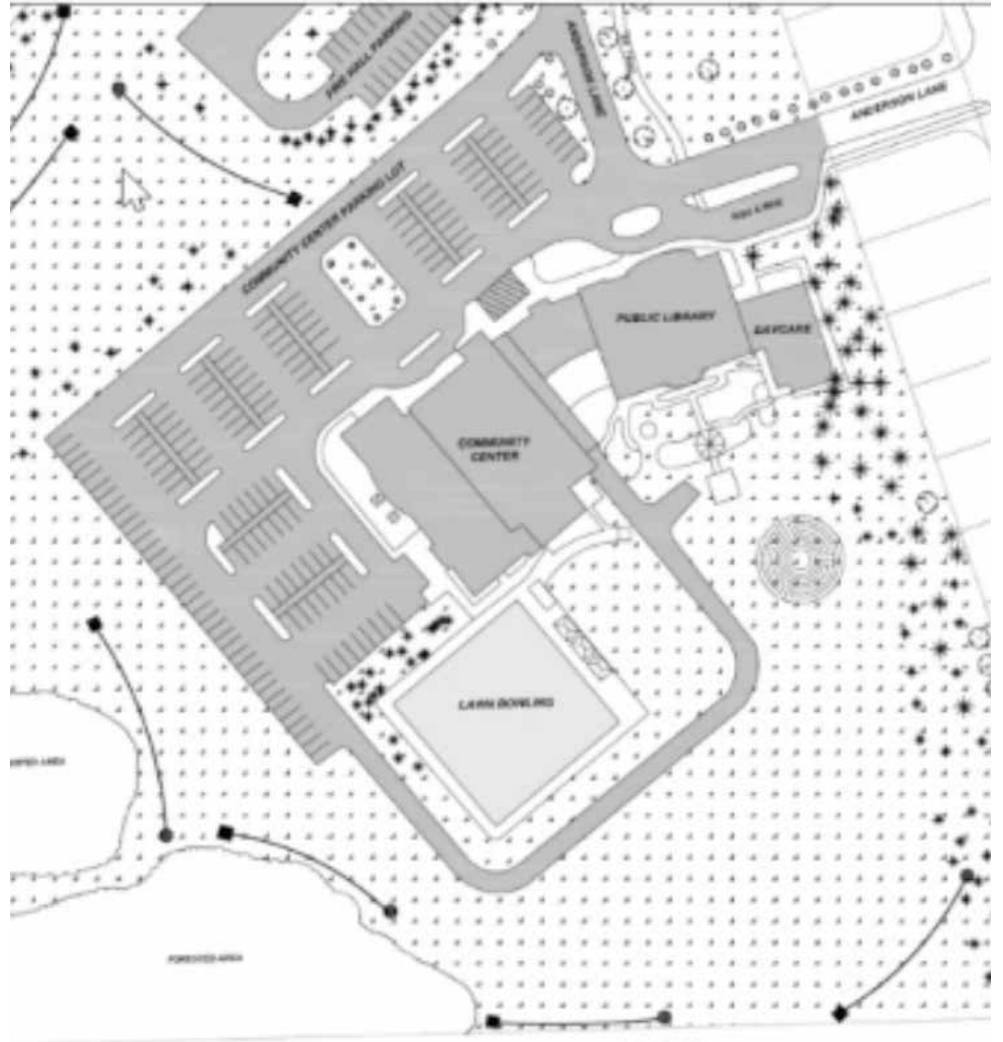 FIRE HALL PARKING
ANDERSON LANE
ANDERSON LANE
COMMUNITY CENTER PARKING LOT
PUBLIC LIBRARY
DAYCARE
COMMUNITY
CENTER
LAWN BOWLING
FORESTED AREA